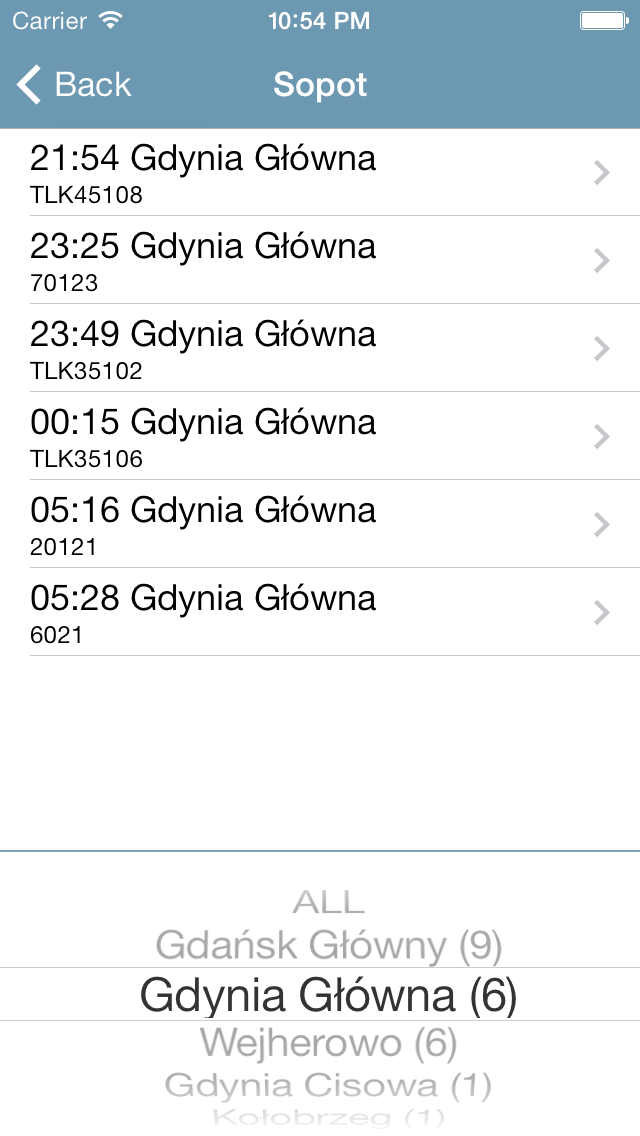 Carrier 10:54 PM
Back Sopot
21:54 Gdynia Główna
TLK45108
23:25 Gdynia Główna
70123
23:49 Gdynia Główna
TLK35102
00:15 Gdynia Główna
TLK35106
05:16 Gdynia Główna
20121
05:28 Gdynia Główna
6021
ALL
Gdańsk Główny (9)
Gdynia Główna (6)
Wejherowo (6)
Gdynia Cisowa (1)
Kołobrzeg (1)